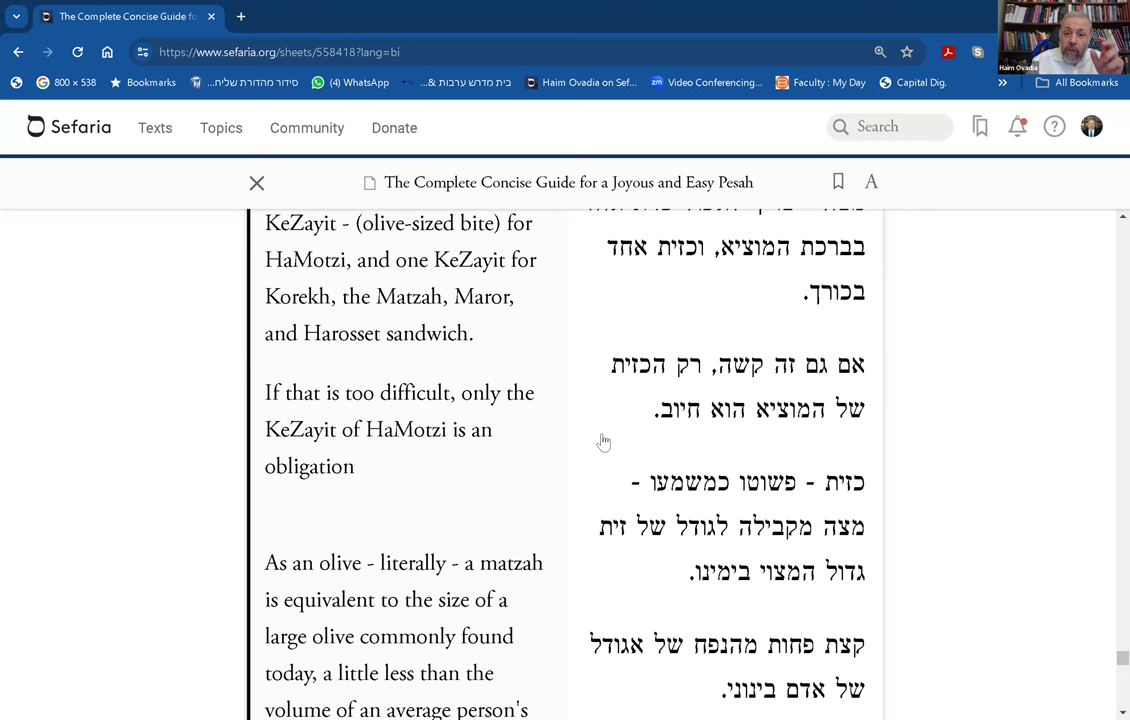 The Complete Concise Guide fo
https://www.sefaria.org/sheets/558418?lang=bi
800 × 538
Bookmarks
סידור מהדורת שליח...
(4) WhatsApp
בית מדרש ערבות &...
Haim Ovadia on Sef...
Video Conferencing...
Faculty : My Day
Capital Dig.
All Bookmarks
Haim Ovadia
Sefaria
Texts
Topics
Community
Donate
Search
The Complete Concise Guide for a Joyous and Easy Pesah
A
KeZayit - (olive-sized bite) for
HaMotzi, and one KeZayit for
Korekh, the Matzah, Maror,
and Harosset sandwich.
If that is too difficult, only the
KeZayit of HaMotzi is an
obligation
As an olive - literally - a matzah
is equivalent to the size of a
large olive commonly found
today, a little less than the
volume of an average person's
בברכת המוציא, וכזית אחד
בכורך.
אם גם זה קשה, רק הכזית
של המוציא הוא חיוב.
כזית - פשוטו כמשמעו -
מצה מקבילה לגודל של זית
גדול המצוי בימינו.
קצת פחות מהנפח של אגודל
של אדם בינוני.